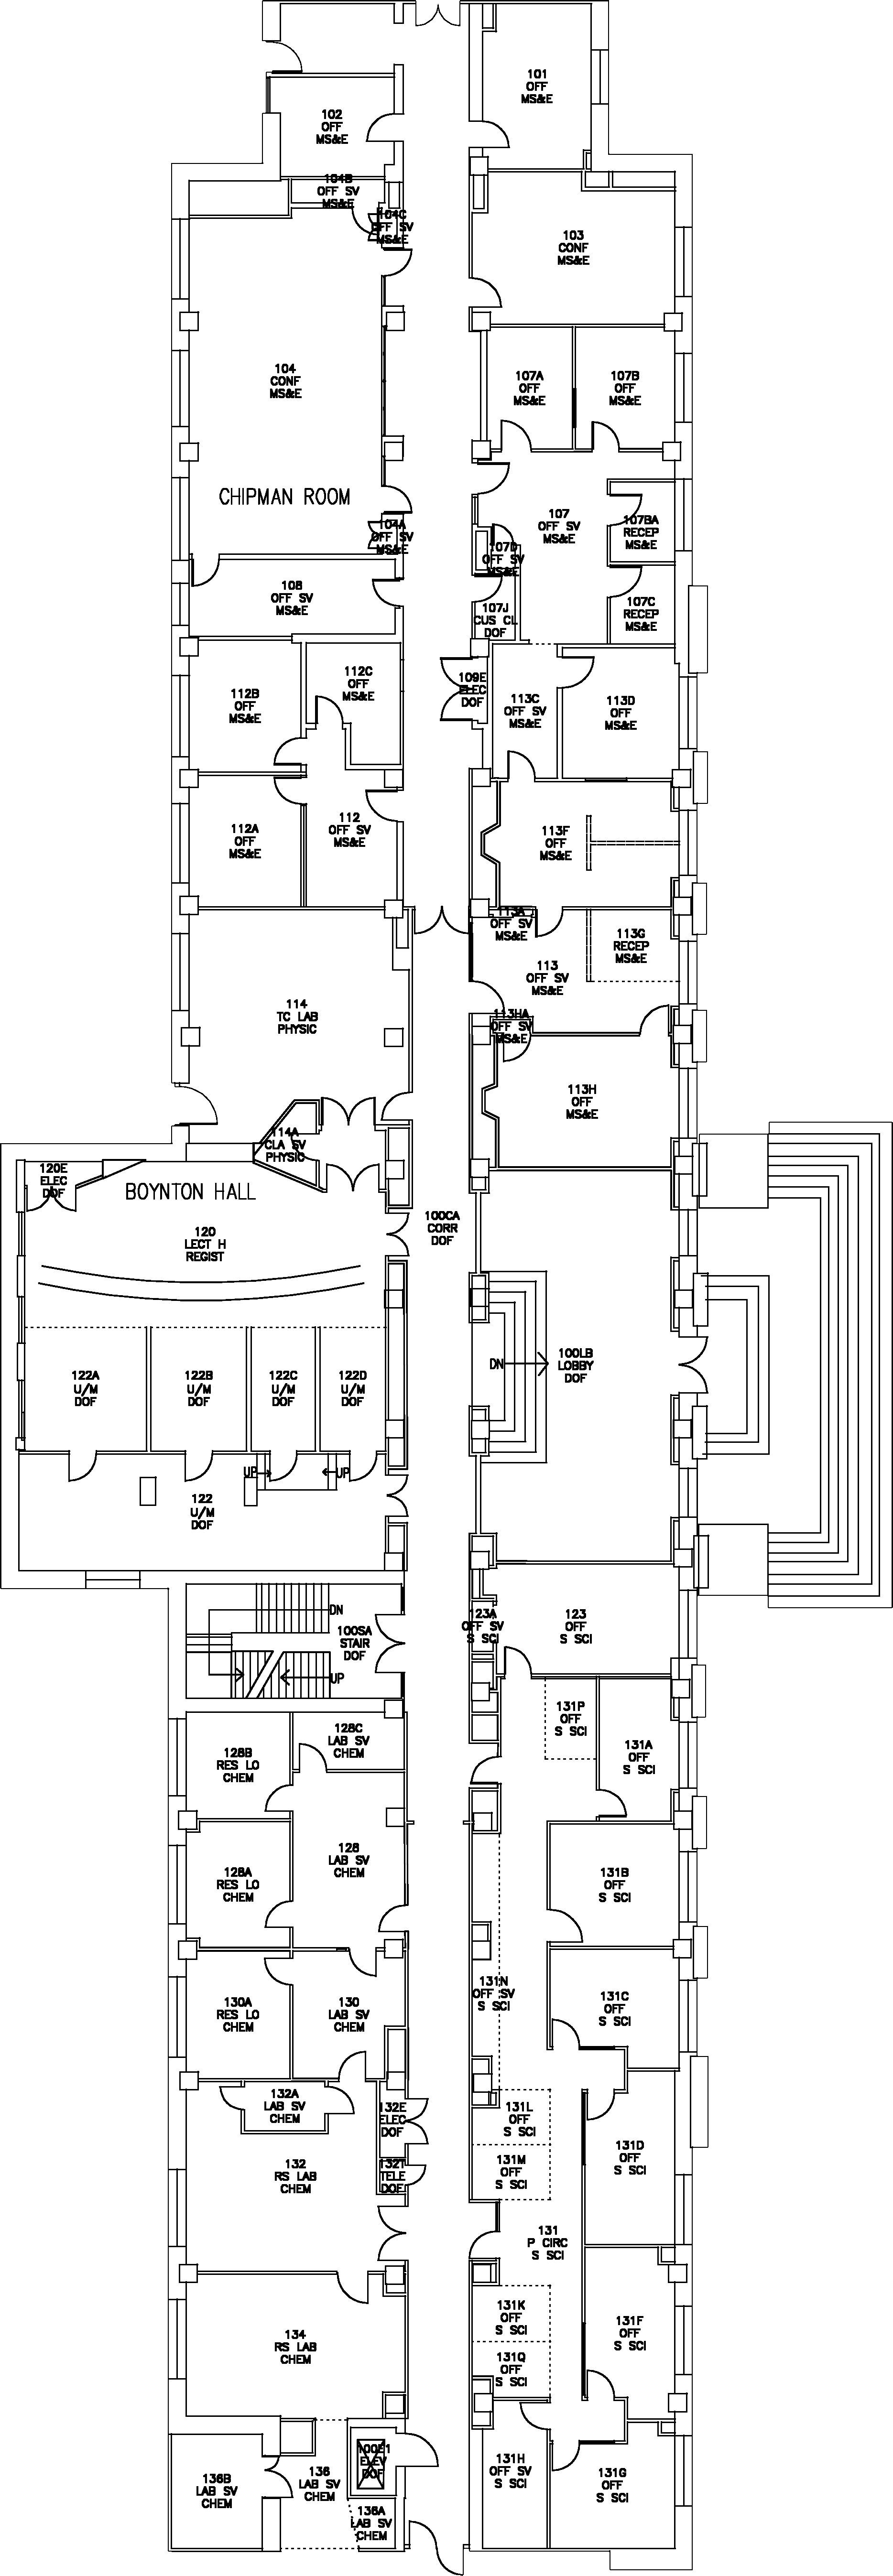 101
OFF
MS&E
102
OFF
MS&E
104B
OFF SV
MS&E
104C
OFF SV
MS&E
103
CONF
MS&E
104
CONF
MS&E
107A
OFF
MS&E
107B
OFF
MS&E
CHIPMAN ROOM
104A
OFF SV
MS&E
107
OFF SV
MS&E
107BA
RECEP
MS&E
107D
OFF SV
MS&E
108
OFF SV
MS&E
107J
CUS CL
DOF
107C
RECEP
MS&E
112C
OFF
MS&E
112B
OFF
MS&E
109E
ELEC
DOF
113C
OFF SV
MS&E
113D
OFF
MS&E
112A
OFF
MS&E
112
OFF SV
MS&E
113F
OFF
MS&E
113A
OFF SV
MS&E
113G
RECEP
MS&E
113
OFF SV
MS&E
114
TC LAB
PHYSIC
113HA
OFF SV
MS&E
113H
OFF
MS&E
114A
CLA SV
PHYSIC
120E
ELEC
DOF
BOYNTON HALL
120
LECT H
REGIST
100CA
CORR
DOF
122A
U/M
DOF
122B
U/M
DOF
122C
U/M
DOF
122D
U/M
DOF
DN
100LB
LOBBY
DOF
UP
UP
122
U/M
DOF
DN
100SA
STAIR
DOF
UP
123A
OFF SV
S SCI
123
OFF
S SCI
131P
OFF
S SCI
128C
LAB SV
CHEM
128B
RES LO
CHEM
131A
OFF
S SCI
128
LAB SV
CHEM
128A
RES LO
CHEM
131B
OFF
S SCI
130A
RES LO
CHEM
130
LAB SV
CHEM
131N
OFF SV
S SCI
131C
OFF
S SCI
132A
LAB SV
CHEM
132E
ELEC
DOF
131L
OFF
S SCI
131D
OFF
S SCI
132
RS LAB
CHEM
132T
TELE
DOF
131M
OFF
S SCI
131
P CIRC
S SCI
134
RS LAB
CHEM
131K
OFF
S SCI
131F
OFF
S SCI
131Q
OFF
S SCI
136B
LAB SV
CHEM
136
LAB SV
CHEM
100E1
ELEV
DOF
131H
OFF SV
S SCI
131G
OFF
S SCI
136A
LAB SV
CHEM